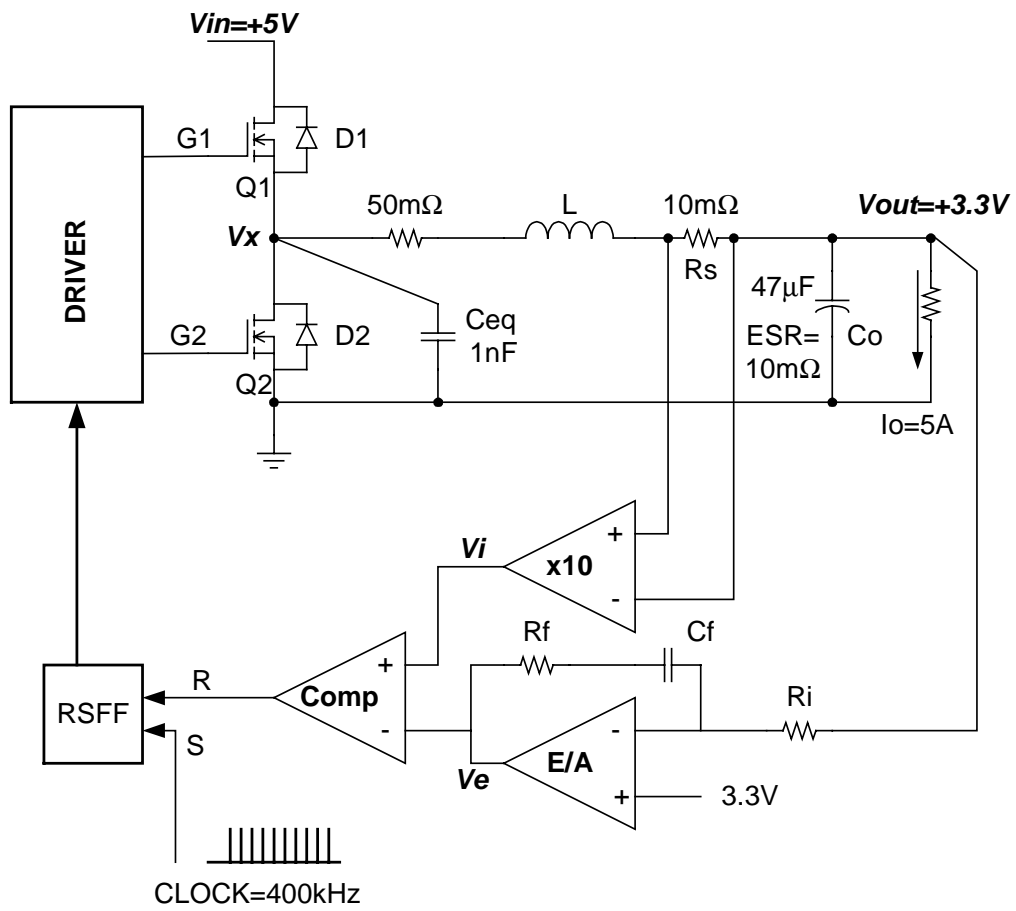 Vin=+5V
G1
D1
Q1
DRIVER
Vx
50mΩ
L
10mΩ
Rs
Vout=+3.3V
G2
D2
Q2
Ceq
1nF
47μF
ESR=
10mΩ
Co
Io=5A
Vi
+
x10
-
Rf
Cf
RSFF
R
S
+
Comp
-
Ve
-
E/A
+
Ri
3.3V
CLOCK=400kHz